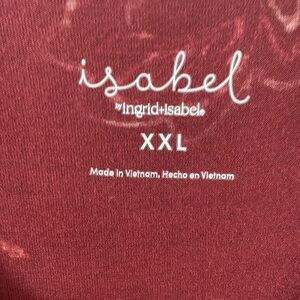 isabel
by ingrid+isabel®
XXL
Made in Vietnam, Hecho en Vietnam